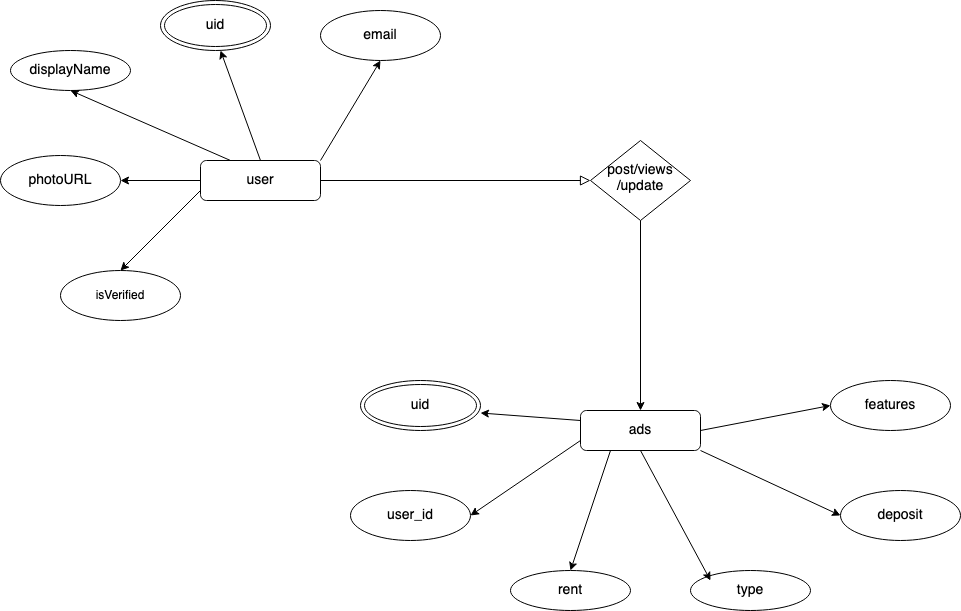 uid
email
displayName
photoURL
user
post/views
/update
isVerified
uid
ads
features
user_id
deposit
rent
type